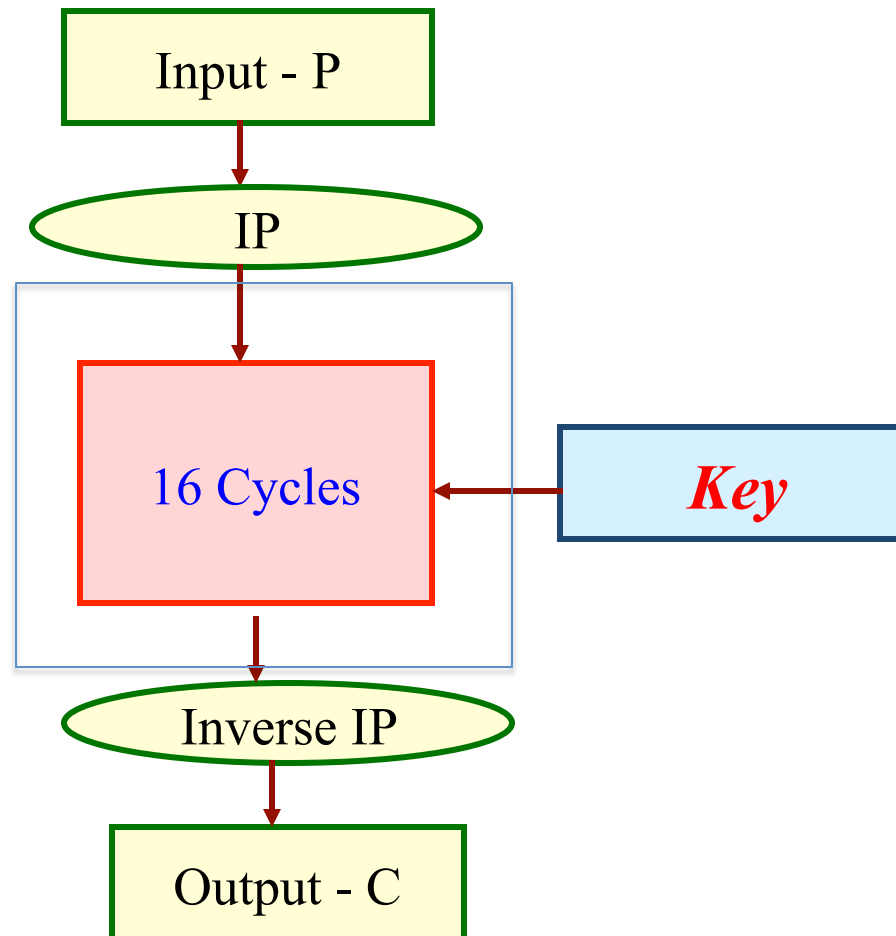 Input - P
IP
16 Cycles
Key
Inverse IP
Output - C